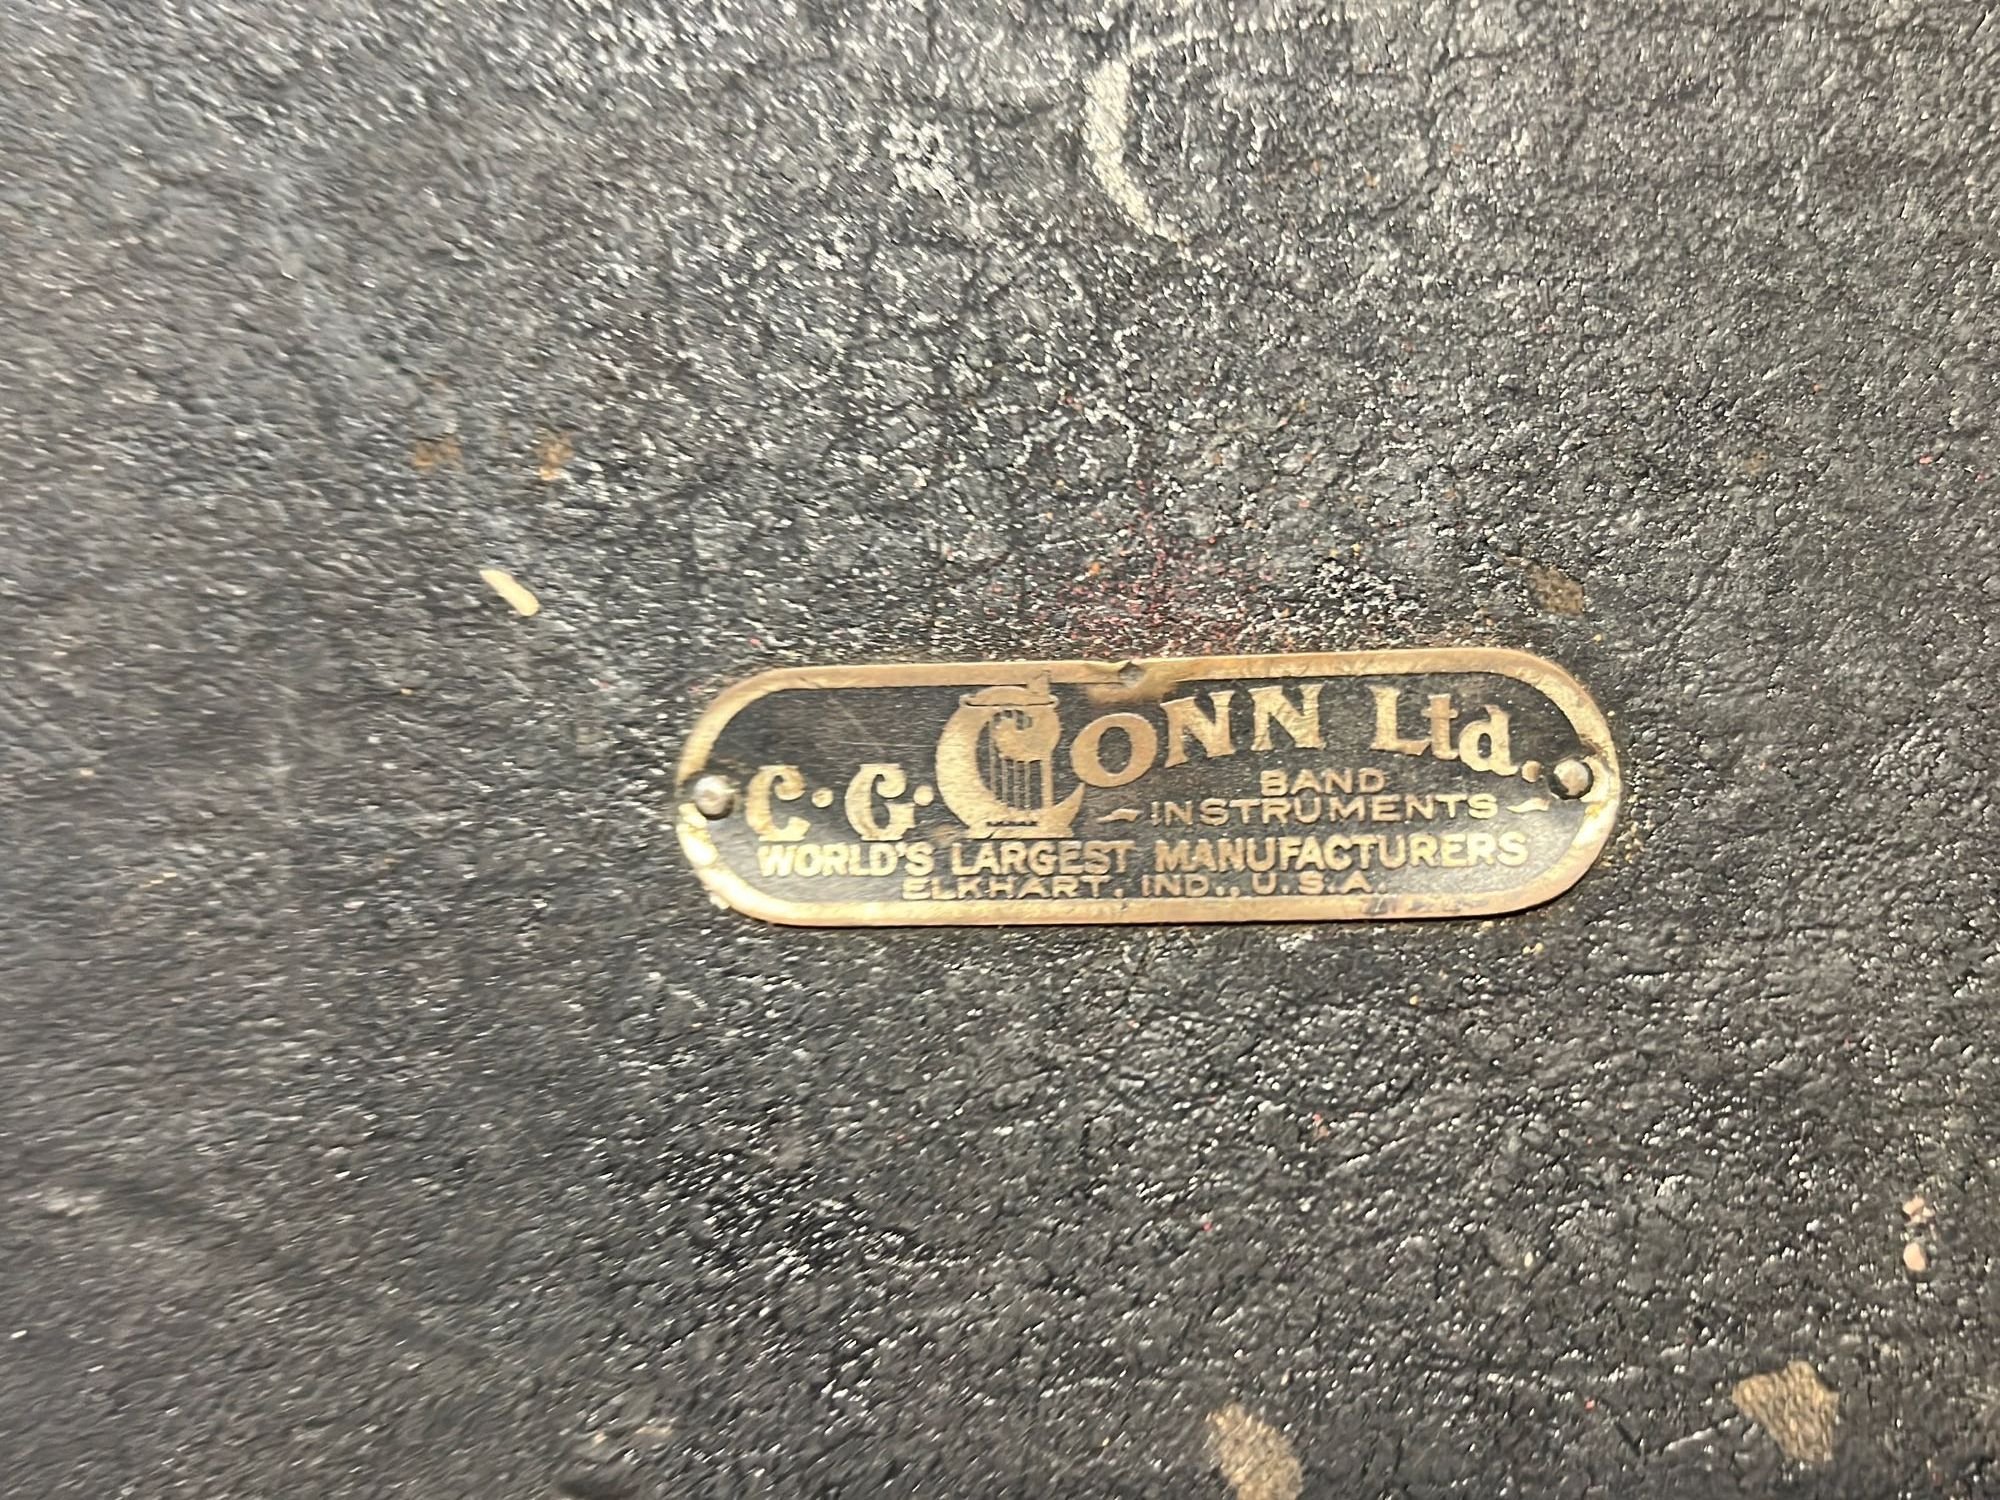 C. G. CONN Ltd.
BAND
INSTRUMENTS
WORLD'S LARGEST MANUFACTURERS
ELKHART, IND., U.S.A.